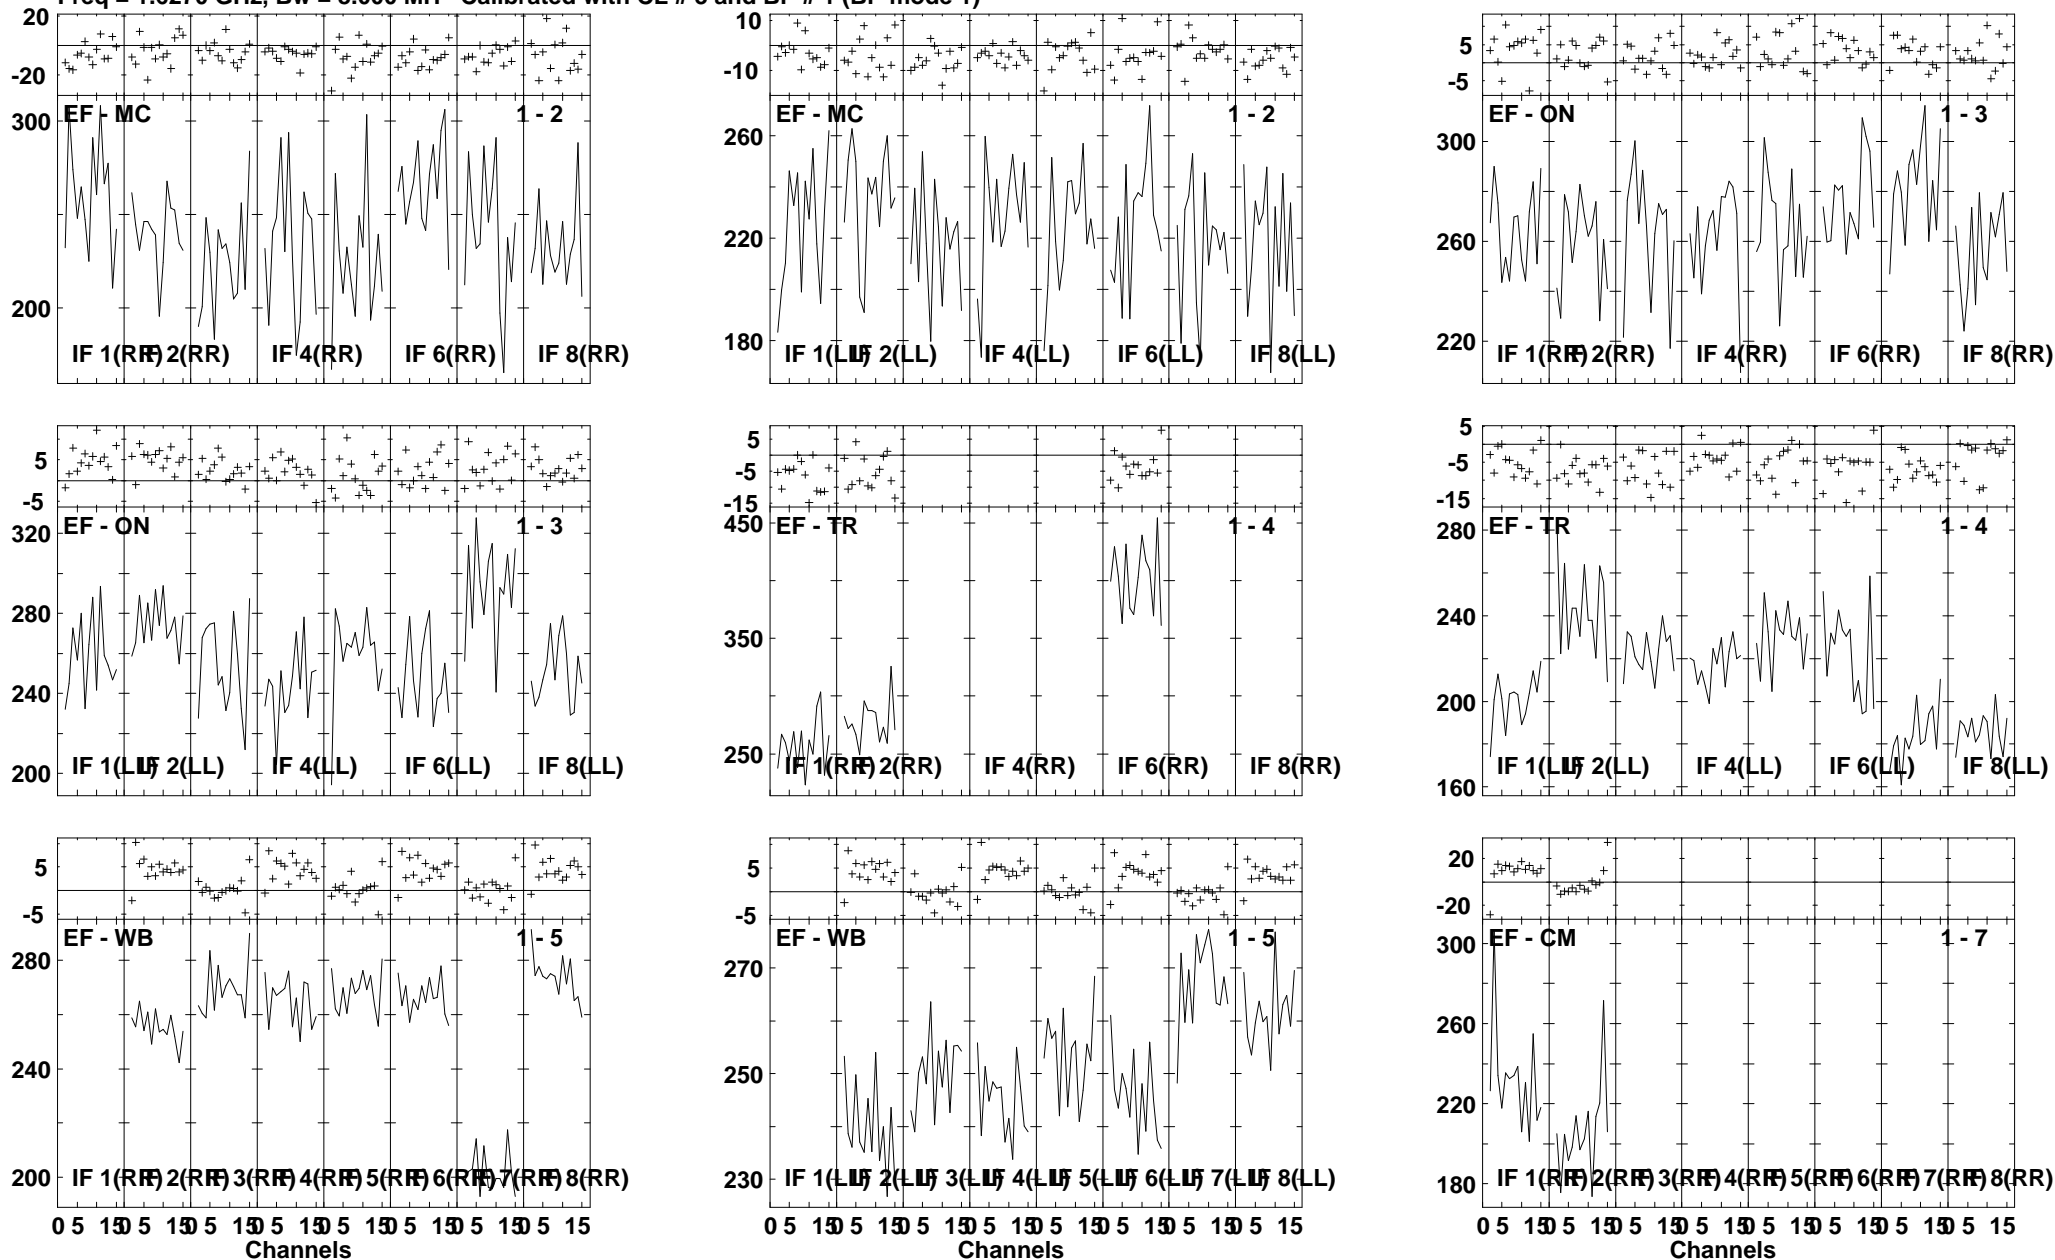 20
-20
EF - MC 1 - 2
300
200
IF 2(RR) IF 4(RR) IF 6(RR) IF 8(RR)
10
-10
EF - MC 1 - 2
260
220
180
IF 1(LL) IF 2(LL) IF 4(LL) IF 6(LL) IF 8(LL)
5
-5
EF - ON 1 - 3
300
260
220
IF 1(RR) IF 2(RR) IF 4(RR) IF 6(RR) IF 8(RR)
5
-5
EF - ON 1 - 3
320
280
240
200
IF 1(LL) IF 2(LL) IF 4(LL) IF 6(LL) IF 8(LL)
5
-5
-15
EF - TR 1 - 4
450
350
250
IF 1(RR) IF 2(RR) IF 4(RR) IF 6(RR) IF 8(RR)
5
-5
-15
EF - TR 1 - 4
280
240
200
160
IF 1(LL) IF 2(LL) IF 4(LL) IF 6(LL) IF 8(LL)
5
-5
EF - WB 1 - 5
280
240
200
IF 1(RR) IF 2(RR) IF 3(RR) IF 4(RR) IF 5(RR) IF 6(RR) IF 7(RR) IF 8(RR)
0 5 15 0 5 15 0 5 15 0 5 15 0 5 15 0 5 15 0 5 15 0 5 15
Channels
5
-5
EF - WB 1 - 5
270
250
230
IF 1(LL) IF 2(LL) IF 3(LL) IF 4(LL) IF 5(LL) IF 6(LL) IF 7(LL) IF 8(LL)
0 5 15 0 5 15 0 5 15 0 5 15 0 5 15 0 5 15 0 5 15 0 5 15
Channels
20
-20
EF - CM 1 - 7
300
260
220
180
IF 1(RR) IF 2(RR) IF 3(RR) IF 4(RR) IF 5(RR) IF 6(RR) IF 7(RR) IF 8(RR)
0 5 15 0 5 15 0 5 15 0 5 15 0 5 15 0 5 15 0 5 15 0 5 15
Channels